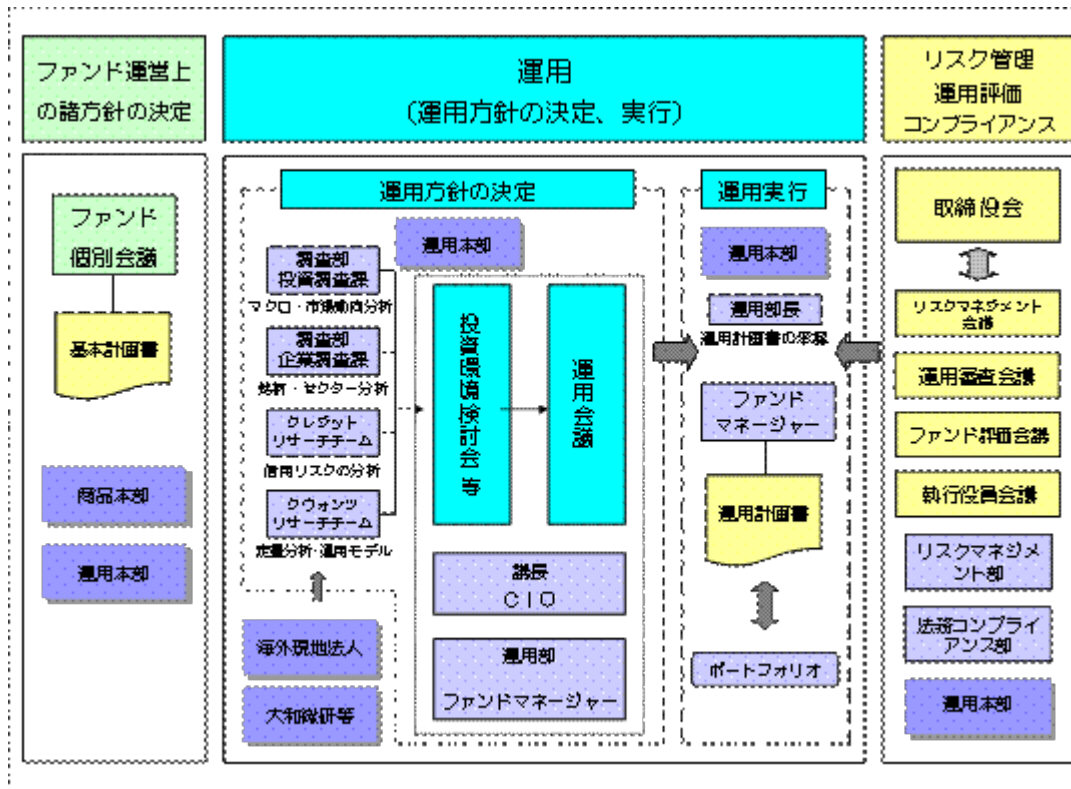 ファンド運営上
の諸方針の決定
運用
(運用方針の決定、実行)
リスク管理
運用評価
コンプライアンス
ファンド
個別会議
基本計画書
商品本部
運用本部
運用方針の決定
運用本部
調査部
投資調査課
マクロ・市場動向分析
調査部
企業調査課
銘柄・セクター分析
クレジット
リサーチチーム
信用リスクの分析
クウォンツ
リサーチチーム
定量分析・運用モデル
海外現地法人
大和総研等
投資環境検討会 等
運用会議
議長
CIO
運用部
ファンドマネージャー
運用実行
運用本部
運用部長
運用計画書の承認
ファンド
マネージャー
運用計画書
ポートフォリオ
取締役会
リスクマネジメント
会議
運用審査会議
ファンド評価会議
執行役員会議
リスクマネジメ
ント部
法務コンプライ
アンス部
運用本部